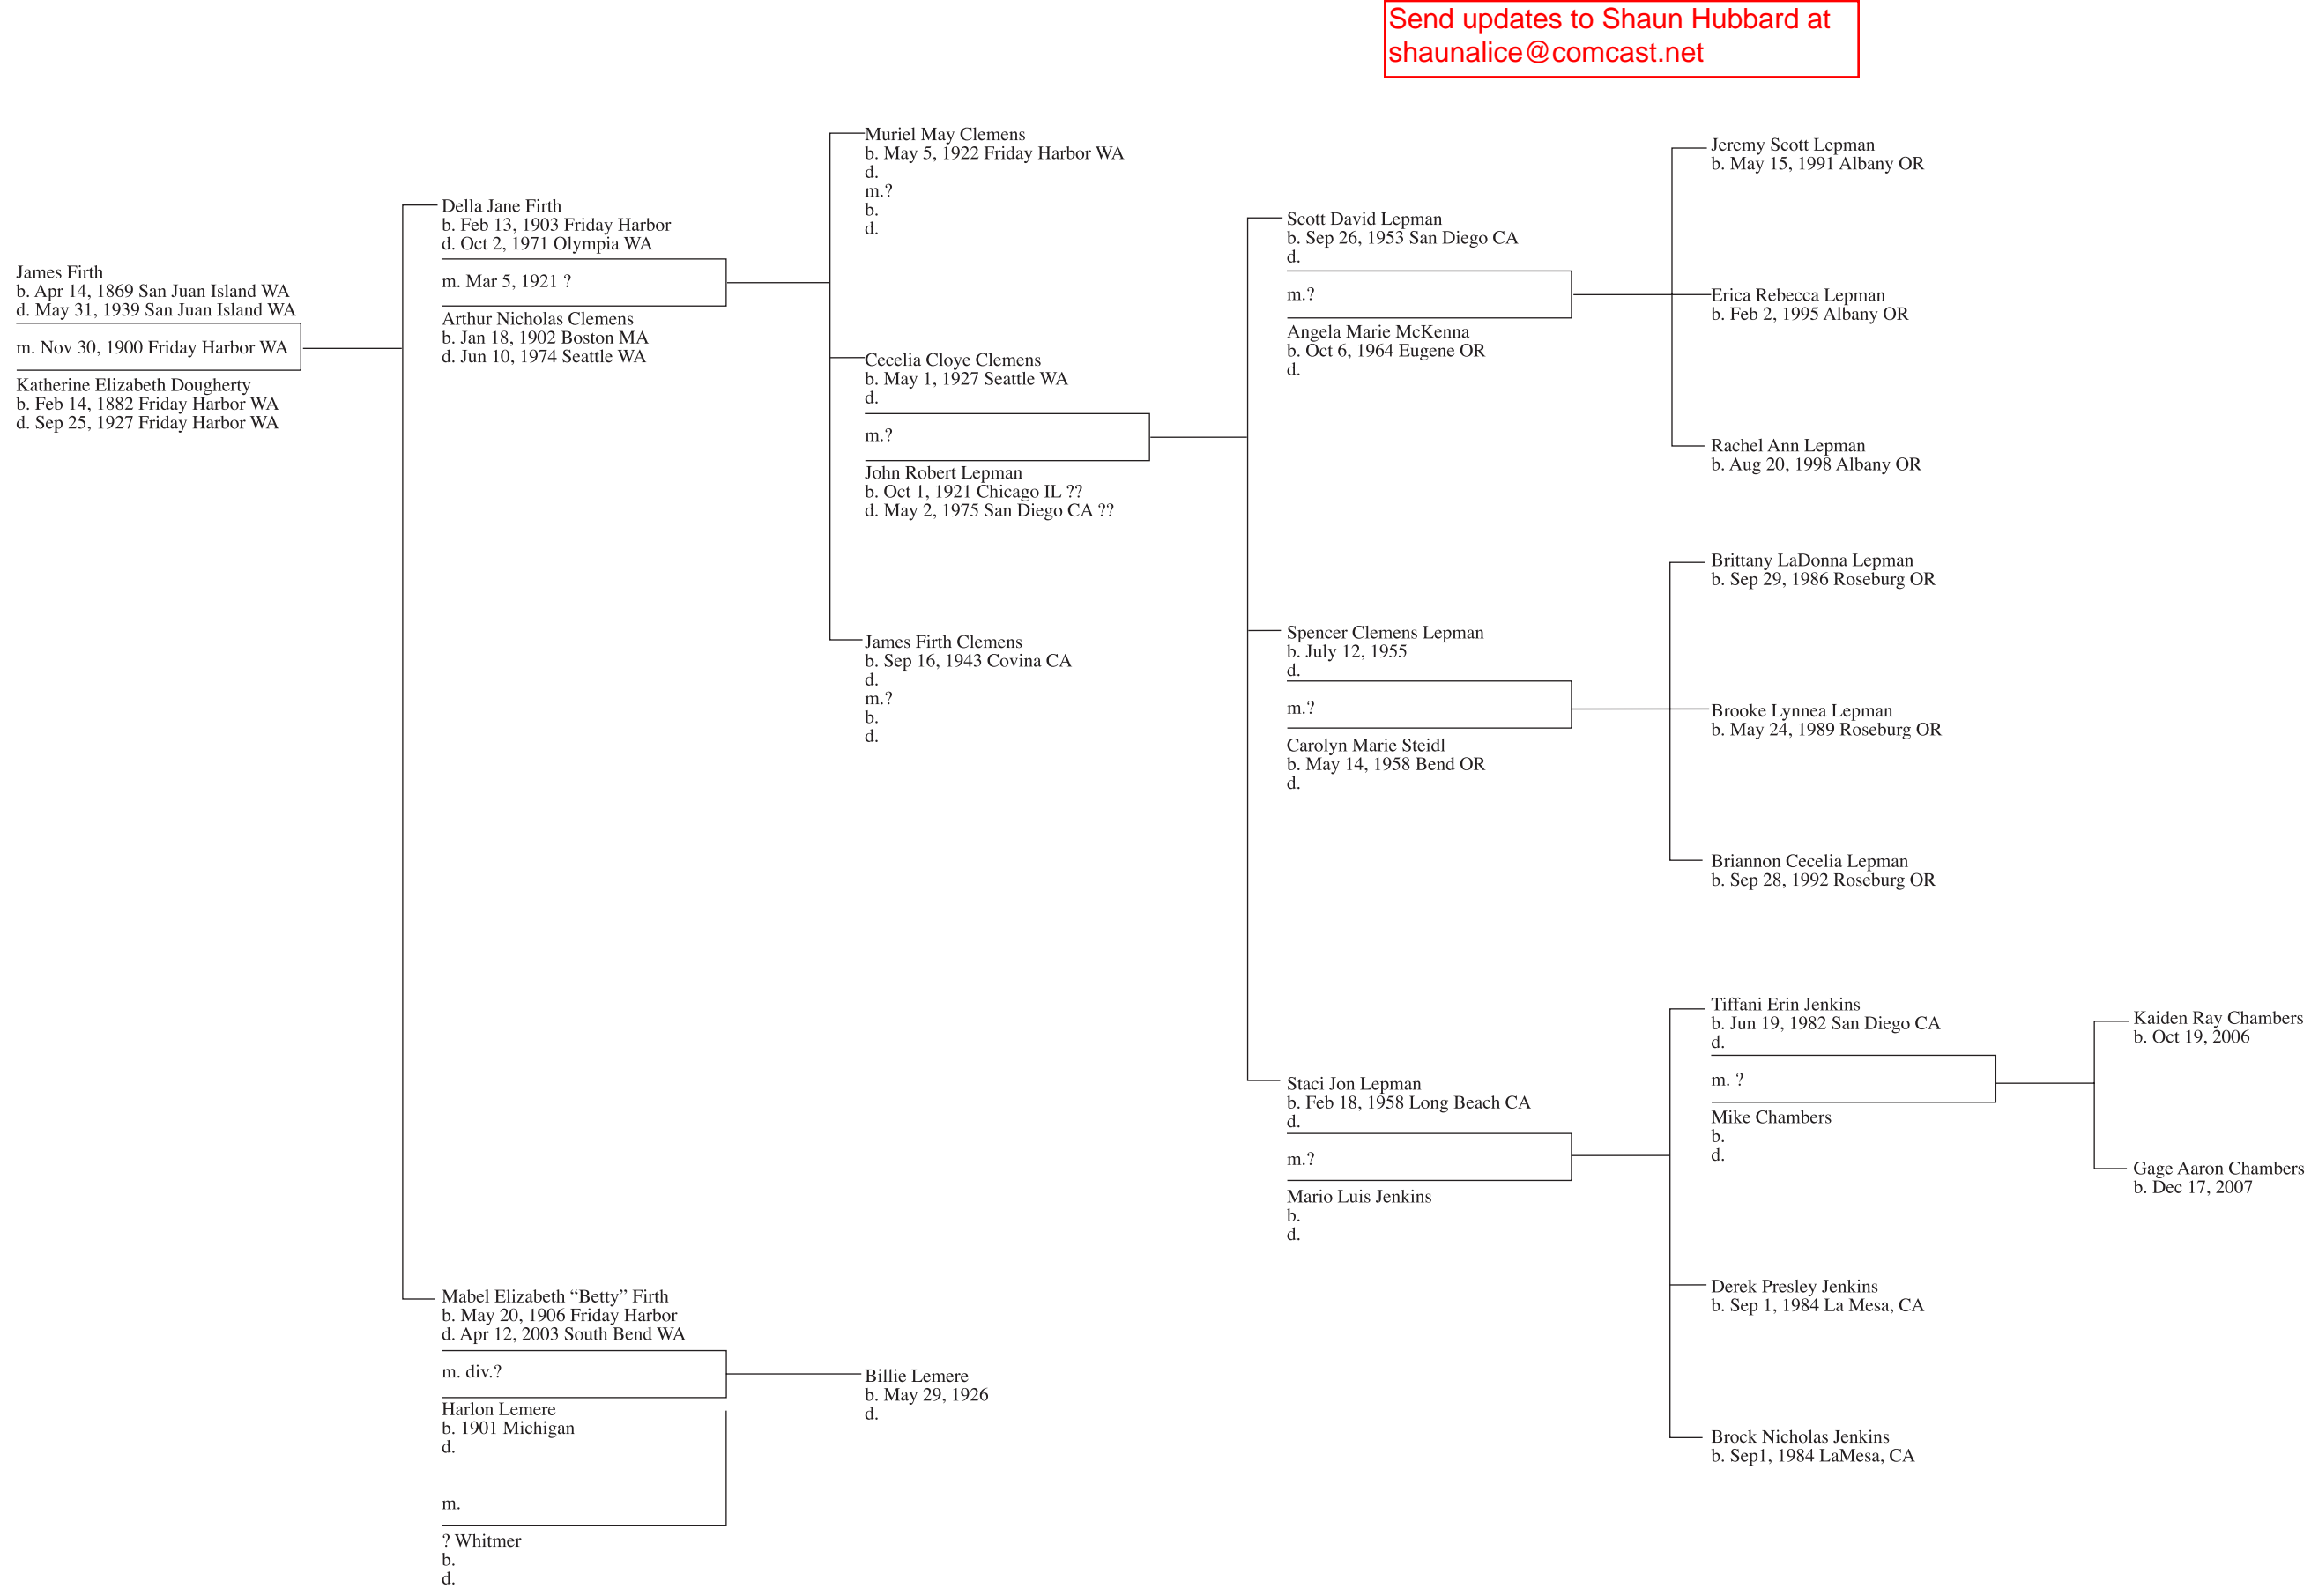 Send updates to Shaun Hubbard at
shaunalice@comcast.net
James Firth
b. Apr 14, 1869 San Juan Island WA
d. May 31, 1939 San Juan Island WA
m. Nov 30, 1900 Friday Harbor WA
Katherine Elizabeth Dougherty
b. Feb 14, 1882 Friday Harbor WA
d. Sep 25, 1927 Friday Harbor WA
Della Jane Firth
b. Feb 13, 1903 Friday Harbor
d. Oct 2, 1971 Olympia WA
m. Mar 5, 1921 ?
Arthur Nicholas Clemens
b. Jan 18, 1902 Boston MA
d. Jun 10, 1974 Seattle WA
Mabel Elizabeth “Betty” Firth
b. May 20, 1906 Friday Harbor
d. Apr 12, 2003 South Bend WA
m. div.?
Harlon Lemere
b. 1901 Michigan
d.
m.
? Whitmer
b.
d.
Muriel May Clemens
b. May 5, 1922 Friday Harbor WA
d.
m.?
b.
d.
Cecelia Cloye Clemens
b. May 1, 1927 Seattle WA
d.
m.?
John Robert Lepman
b. Oct 1, 1921 Chicago IL ??
d. May 2, 1975 San Diego CA ??
James Firth Clemens
b. Sep 16, 1943 Covina CA
d.
m.?
b.
d.
Billie Lemere
b. May 29, 1926
d.
Scott David Lepman
b. Sep 26, 1953 San Diego CA
d.
m.?
Angela Marie McKenna
b. Oct 6, 1964 Eugene OR
d.
Spencer Clemens Lepman
b. July 12, 1955
d.
m.?
Carolyn Marie Steidl
b. May 14, 1958 Bend OR
d.
Staci Jon Lepman
b. Feb 18, 1958 Long Beach CA
d.
m.?
Mario Luis Jenkins
b.
d.
Jeremy Scott Lepman
b. May 15, 1991 Albany OR
Erica Rebecca Lepman
b. Feb 2, 1995 Albany OR
Rachel Ann Lepman
b. Aug 20, 1998 Albany OR
Brittany LaDonna Lepman
b. Sep 29, 1986 Roseburg OR
Brooke Lynnea Lepman
b. May 24, 1989 Roseburg OR
Briannon Cecelia Lepman
b. Sep 28, 1992 Roseburg OR
Tiffani Erin Jenkins
b. Jun 19, 1982 San Diego CA
d.
m. ?
Mike Chambers
b.
d.
Derek Presley Jenkins
b. Sep 1, 1984 La Mesa, CA
Brock Nicholas Jenkins
b. Sep1, 1984 LaMesa, CA
Kaiden Ray Chambers
b. Oct 19, 2006
Gage Aaron Chambers
b. Dec 17, 2007